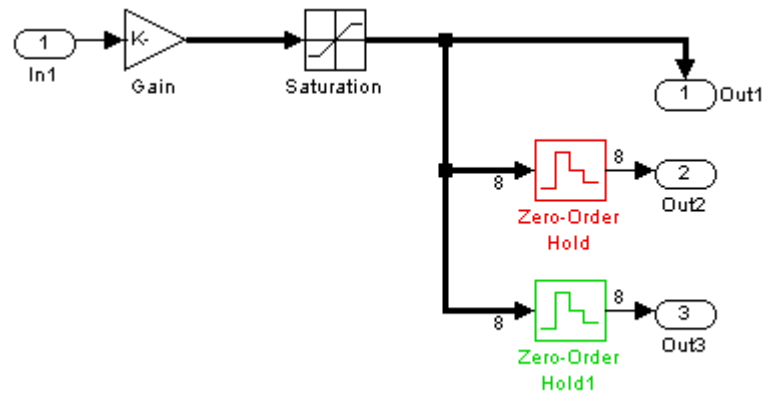 1
In1
K-
Gain
Saturation
1
Out1
8
Zero-Order
Hold
8
2
Out2
8
Zero-Order
Hold1
8
3
Out3